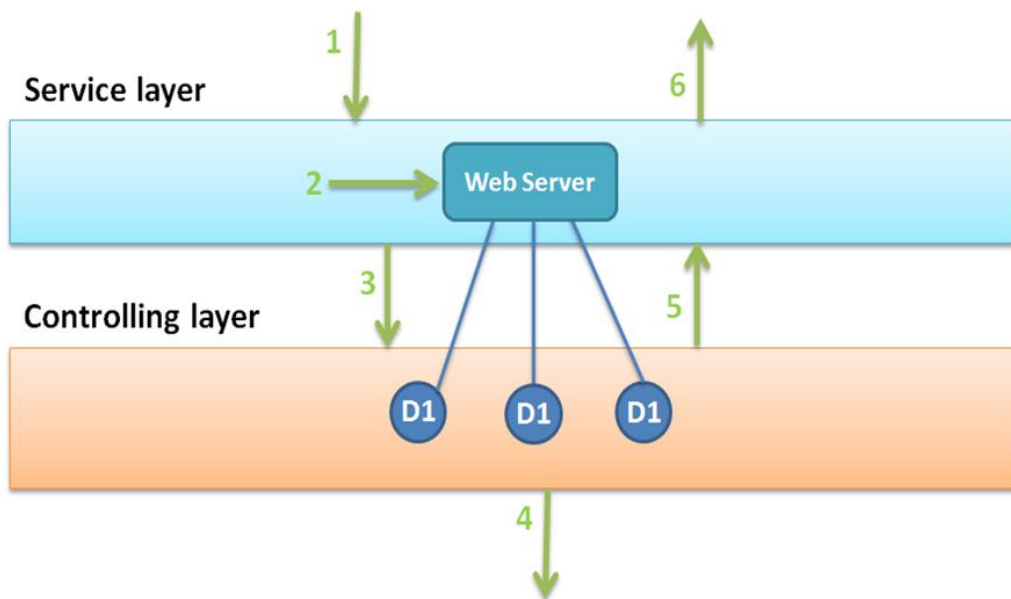 1
6
Service layer
2
Web Server
3
5
Controlling layer
D1
D1
D1
4